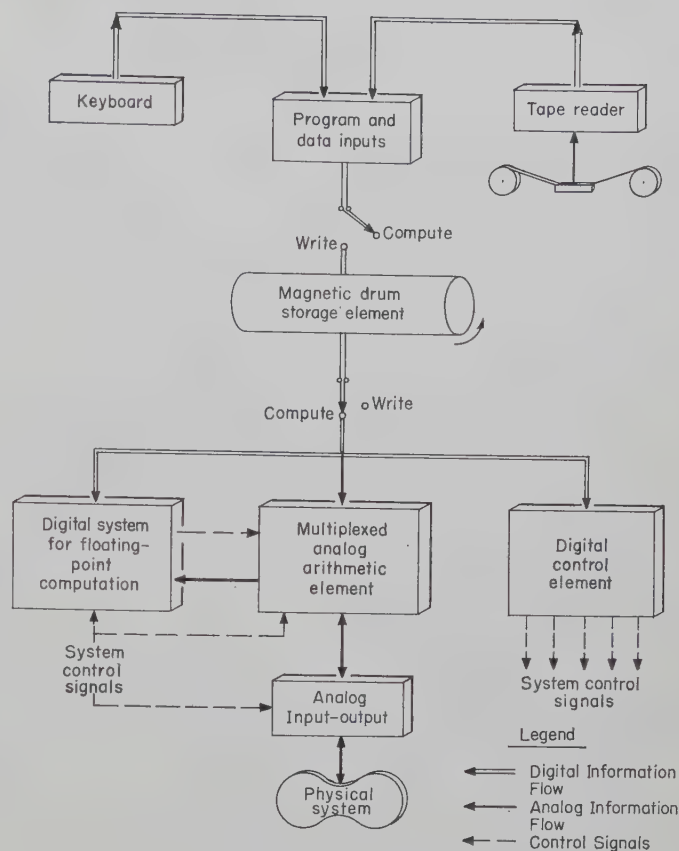 Keyboard
Program and
data inputs
Tape reader
Compute
Write
Magnetic drum
storage element
Write
Compute
Digital system
for floating-
point
computation
Multiplexed
analog
arithmetic
element
Digital
control
element
System
control
signals
System control
signals
Analog
Input-output
Physical
system
Legend
Digital Information
Flow
Analog Information
Flow
Control Signals